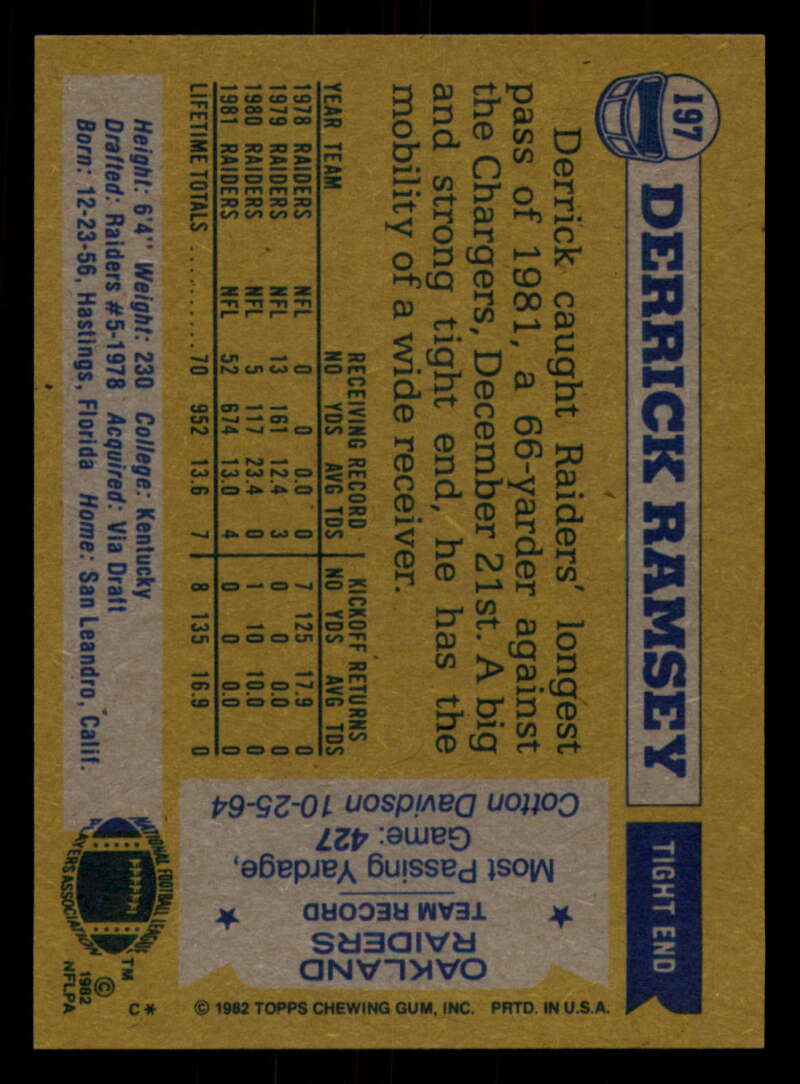 197
DERRICK RAMSEY
TIGHT END
Derrick caught Raiders' longest
pass of 1981, a 66-yarder against
the Chargers, December 21st. A big
and strong tight end, he has the
mobility of a wide receiver.
RECEIVING RECORD KICKOFF RETURNS
YEAR TEAM NO YDS AVG TDS NO YDS AVG TDS
1978 RAIDERS NFL 0 0 0.0 0 7 125 17.9 0
1979 RAIDERS NFL 13 161 12.4 3 0 0 0.0 0
1980 RAIDERS NFL 5 117 23.4 0 1 10 10.0 0
1981 RAIDERS NFL 52 674 13.0 4 0 0 0.0 0
LIFETIME TOTALS .......... 70 952 13.6 7 8 135 16.9 0
Height: 6'4" Weight: 230 College: Kentucky
Drafted: Raiders #5-1978 Acquired: Via Draft
Born: 12-23-56, Hastings, Florida Home: San Leandro, Calif.
OAKLAND
RAIDERS
TEAM RECORD
Most Passing Yardage,
Game: 427
Cotton Davidson 10-25-64
NATIONAL FOOTBALL LEAGUE
PLAYERS ASSOCIATION
TM
© 1982
NFLPA
C*
© 1982 TOPPS CHEWING GUM, INC. PRTD. IN U.S.A.